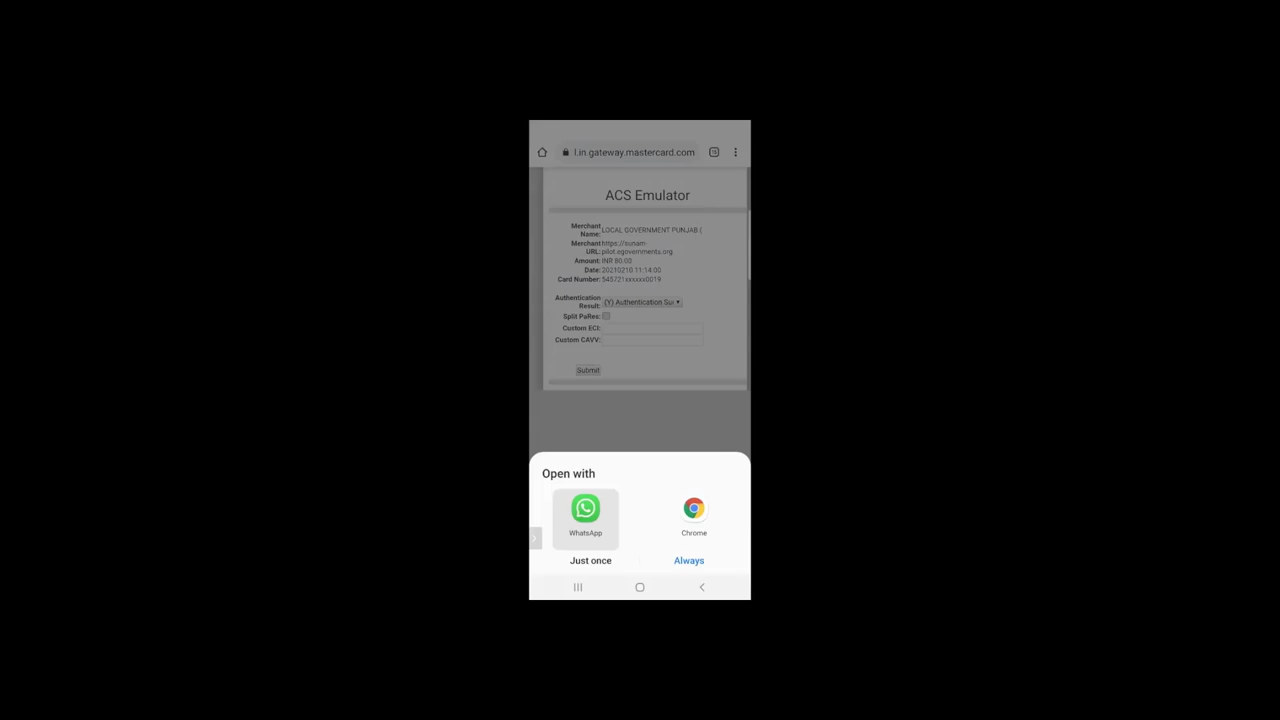 l.in.gateway.mastercard.com
ACS Emulator
Merchant Name: LOCAL GOVERNMENT PUNJAB (
Merchant URL: https://sunam-pilot.egovernments.org
Amount: INR 80.00
Date: 20210210 11:14:00
Card Number: 545721xxxxxx0019
Authentication Result: (Y) Authentication Suc
Split PaRes:
Custom ECI:
Custom CAVV:
Submit
Open with
WhatsApp
Chrome
Just once
Always